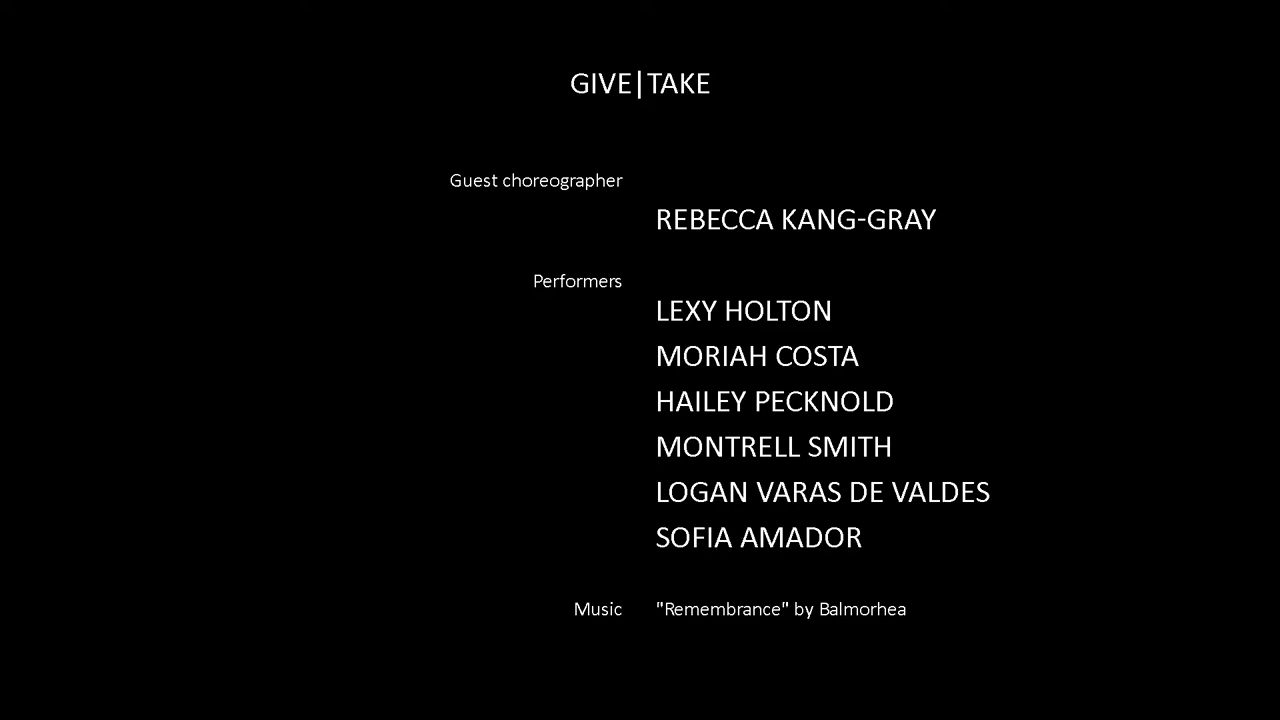 GIVE|TAKE
Guest choreographer
REBECCA KANG-GRAY
Performers
LEXY HOLTON
MORIAH COSTA
HAILEY PECKNOLD
MONTRELL SMITH
LOGAN VARAS DE VALDES
SOFIA AMADOR
Music "Remembrance" by Balmorhea